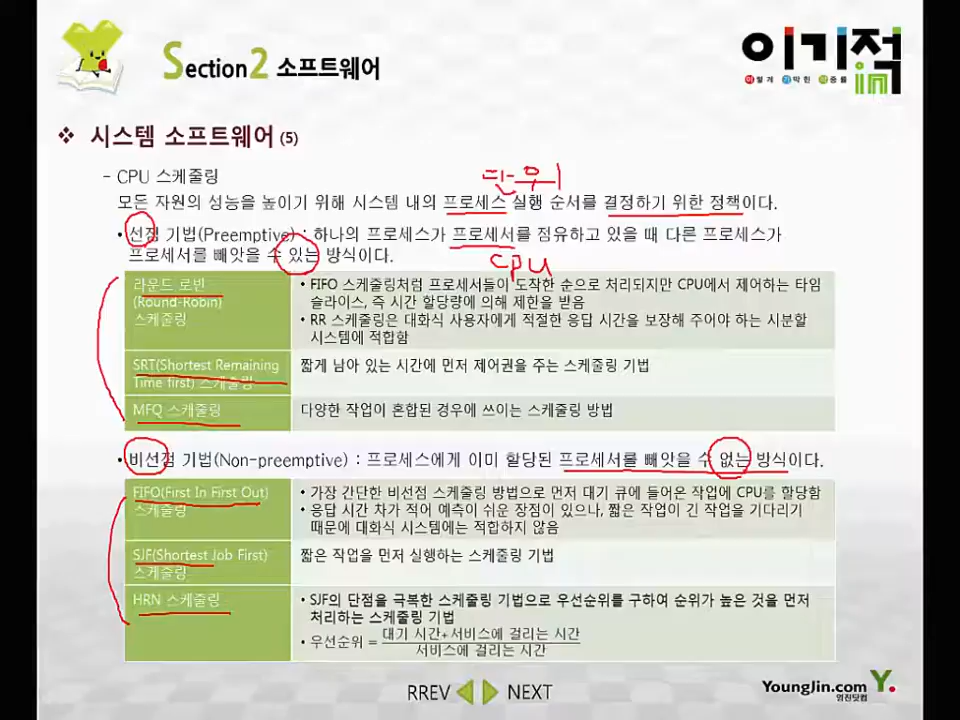 Section2 소프트웨어
이기적in
이렇게 기막힌 적중률
❖ 시스템 소프트웨어 (5)
단위
– CPU 스케줄링
모든 자원의 성능을 높이기 위해 시스템 내의 프로세스 실행 순서를 결정하기 위한 정책이다.
• 선점 기법(Preemptive) : 하나의 프로세스가 프로세서를 점유하고 있을 때 다른 프로세스가
프로세서를 빼앗을 수 있는 방식이다.
CPU
라운드 로빈
(Round-Robin)
스케줄링
• FIFO 스케줄링처럼 프로세서들이 도착한 순으로 처리되지만 CPU에서 제어하는 타임
슬라이스, 즉 시간 할당량에 의해 제한을 받음
• RR 스케줄링은 대화식 사용자에게 적절한 응답 시간을 보장해 주어야 하는 시분할
시스템에 적합함
SRT(Shortest Remaining
Time first) 스케줄링
짧게 남아 있는 시간에 먼저 제어권을 주는 스케줄링 기법
MFQ 스케줄링
다양한 작업이 혼합된 경우에 쓰이는 스케줄링 방법
• 비선점 기법(Non-preemptive) : 프로세스에게 이미 할당된 프로세서를 빼앗을 수 없는 방식이다.
FIFO(First In First Out)
스케줄링
• 가장 간단한 비선점 스케줄링 방법으로 먼저 대기 큐에 들어온 작업에 CPU를 할당함
• 응답 시간 차가 적어 예측이 쉬운 장점이 있으나, 짧은 작업이 긴 작업을 기다리기
때문에 대화식 시스템에는 적합하지 않음
SJF(Shortest Job First)
스케줄링
짧은 작업을 먼저 실행하는 스케줄링 기법
HRN 스케줄링
• SJF의 단점을 극복한 스케줄링 기법으로 우선순위를 구하여 순위가 높은 것을 먼저
처리하는 스케줄링 기법
• 우선순위 = 대기 시간+서비스에 걸리는 시간
서비스에 걸리는 시간
RREV NEXT
YoungJin.com Y.
영진닷컴